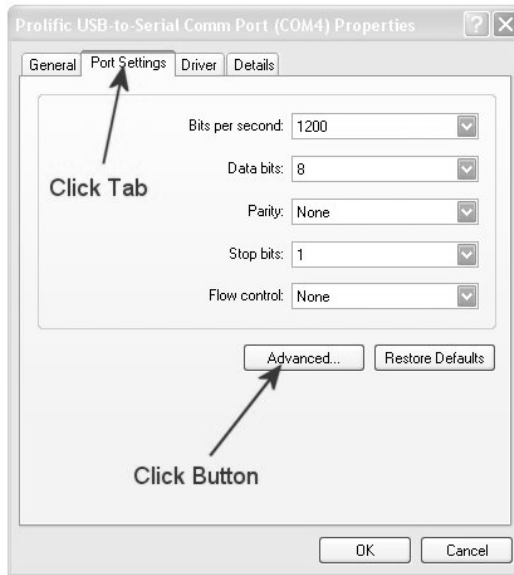 Prolific USB-to-Serial Comm Port (COM4) Properties
General Port Settings Driver Details
Bits per second: 1200
Data bits: 8
Click Tab
Parity: None
Stop bits: 1
Flow control: None
Advanced... Restore Defaults
Click Button
OK Cancel